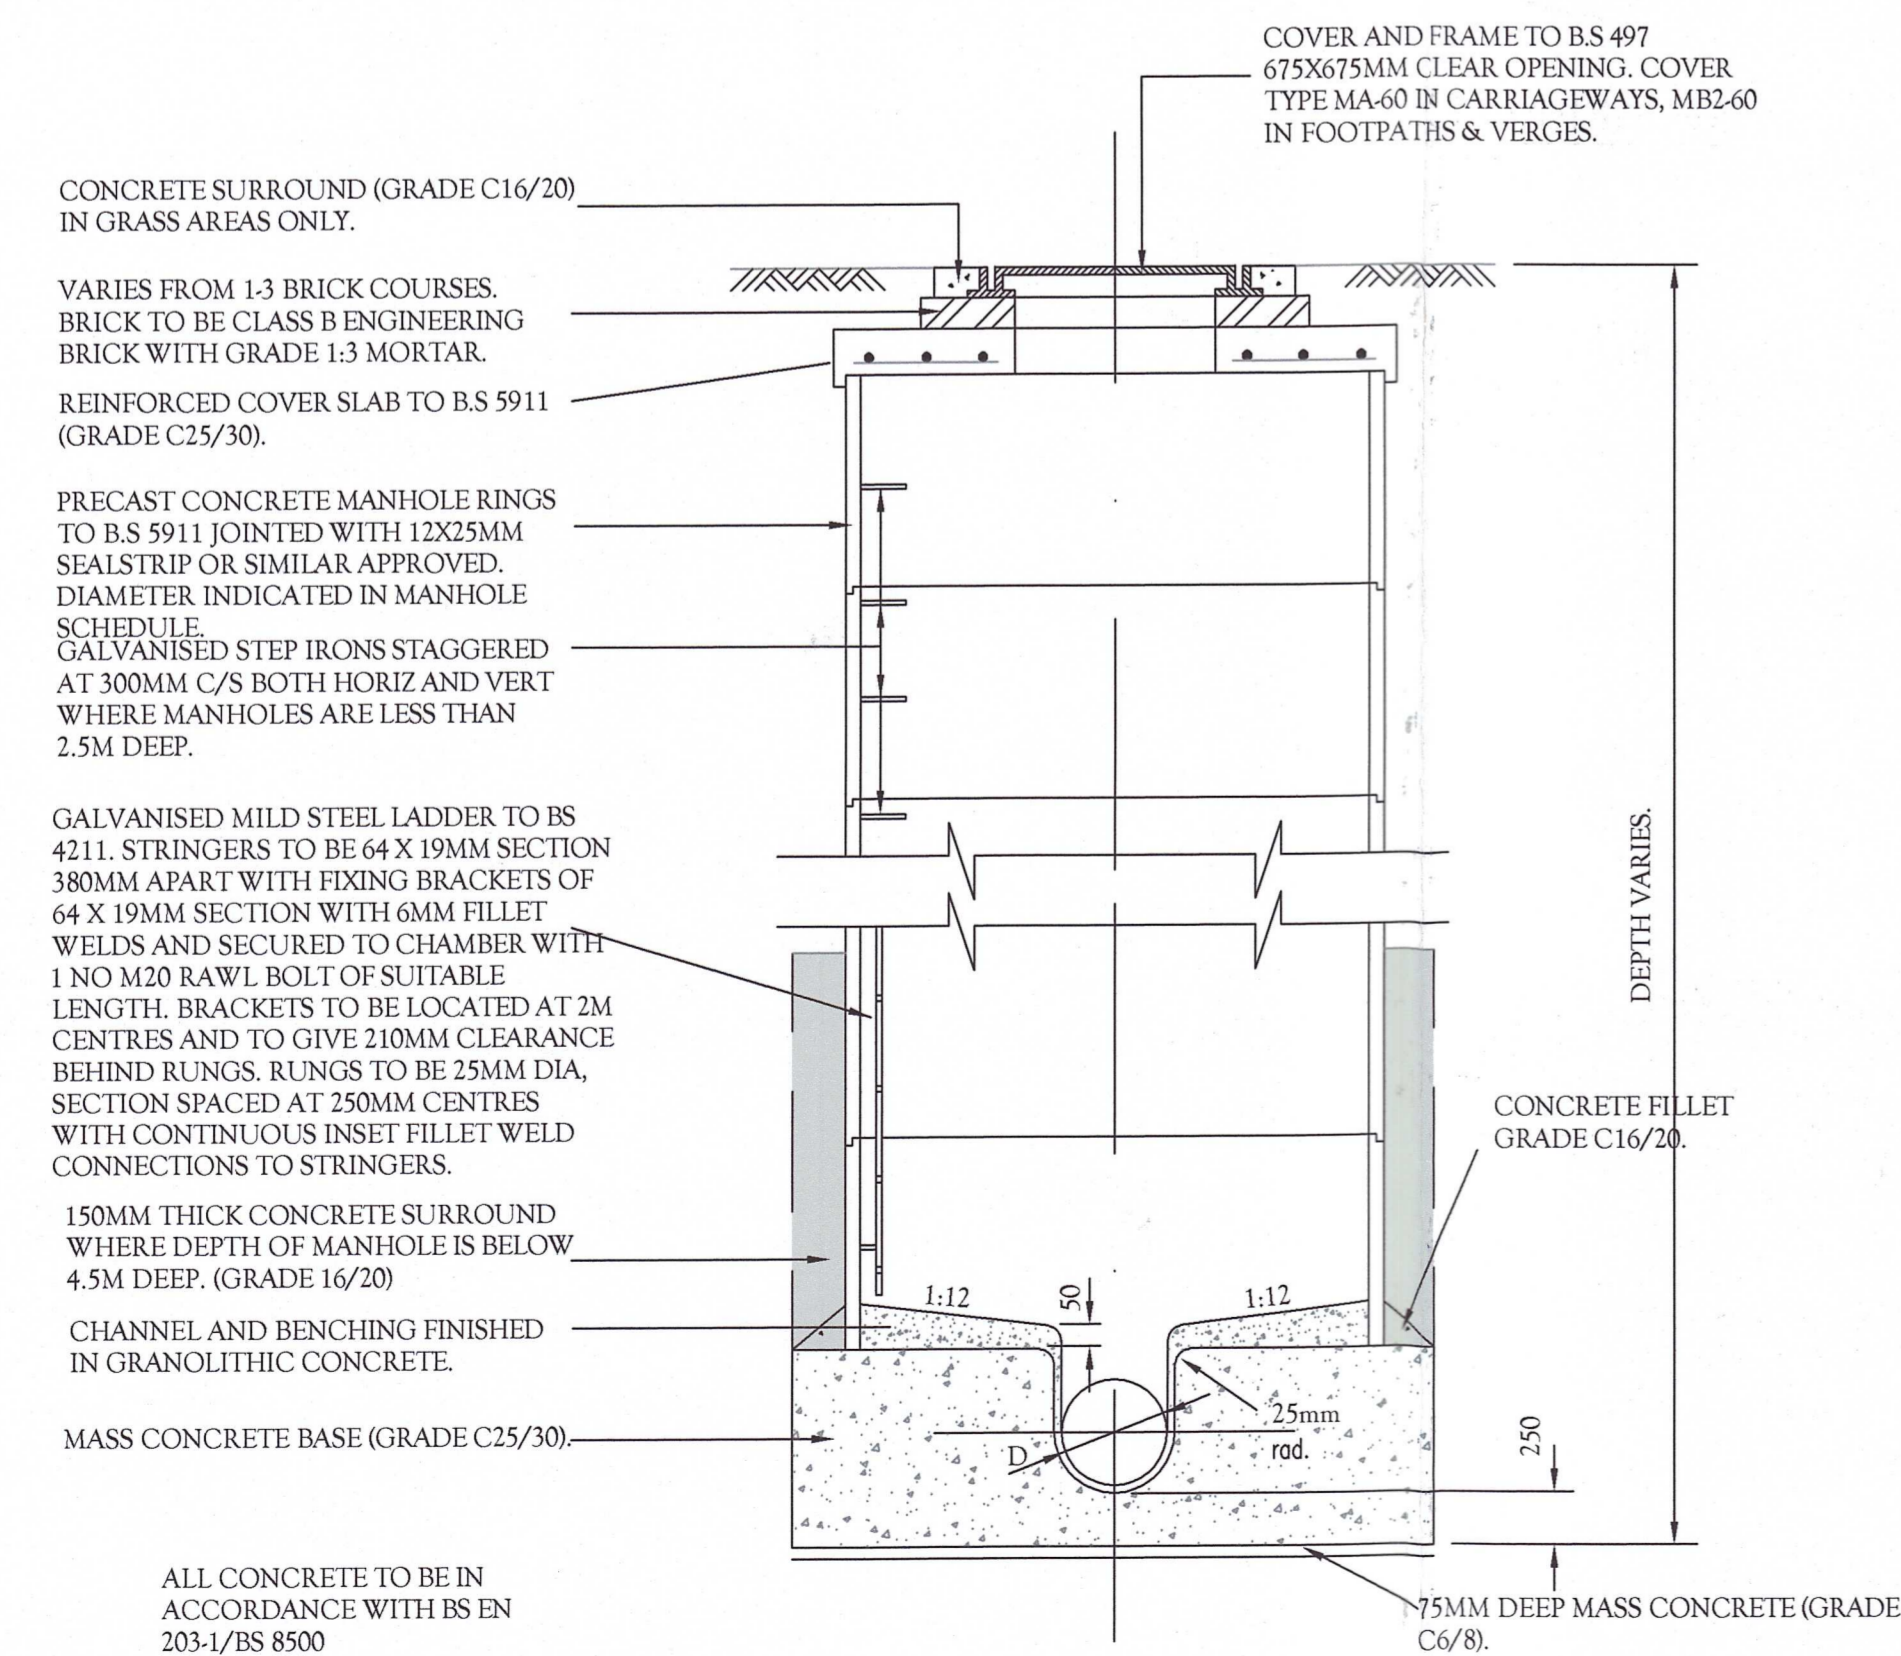 COVER AND FRAME TO B.S 497
675X675MM CLEAR OPENING. COVER
TYPE MA-60 IN CARRIAGEWAYS, MB2-60
IN FOOTPATHS & VERGES.
CONCRETE SURROUND (GRADE C16/20)
IN GRASS AREAS ONLY.
VARIES FROM 1-3 BRICK COURSES.
BRICK TO BE CLASS B ENGINEERING
BRICK WITH GRADE 1:3 MORTAR.
REINFORCED COVER SLAB TO B.S 5911
(GRADE C25/30).
PRECAST CONCRETE MANHOLE RINGS
TO B.S 5911 JOINTED WITH 12X25MM
SEALSTRIP OR SIMILAR APPROVED.
DIAMETER INDICATED IN MANHOLE
SCHEDULE.
GALVANISED STEP IRONS STAGGERED
AT 300MM C/S BOTH HORIZ AND VERT
WHERE MANHOLES ARE LESS THAN
2.5M DEEP.
GALVANISED MILD STEEL LADDER TO BS
4211. STRINGERS TO BE 64 X 19MM SECTION
380MM APART WITH FIXING BRACKETS OF
64 X 19MM SECTION WITH 6MM FILLET
WELDS AND SECURED TO CHAMBER WITH
1 NO M20 RAWL BOLT OF SUITABLE
LENGTH. BRACKETS TO BE LOCATED AT 2M
CENTRES AND TO GIVE 210MM CLEARANCE
BEHIND RUNGS. RUNGS TO BE 25MM DIA,
SECTION SPACED AT 250MM CENTRES
WITH CONTINUOUS INSET FILLET WELD
CONNECTIONS TO STRINGERS.
DEPTH VARIES.
CONCRETE FILLET
GRADE C16/20.
150MM THICK CONCRETE SURROUND
WHERE DEPTH OF MANHOLE IS BELOW
4.5M DEEP. (GRADE 16/20)
1:12
50
1:12
CHANNEL AND BENCHING FINISHED
IN GRANOLITHIC CONCRETE.
MASS CONCRETE BASE (GRADE C25/30).
D
25mm
rad.
250
ALL CONCRETE TO BE IN
ACCORDANCE WITH BS EN
203-1/BS 8500
75MM DEEP MASS CONCRETE (GRADE
C6/8).